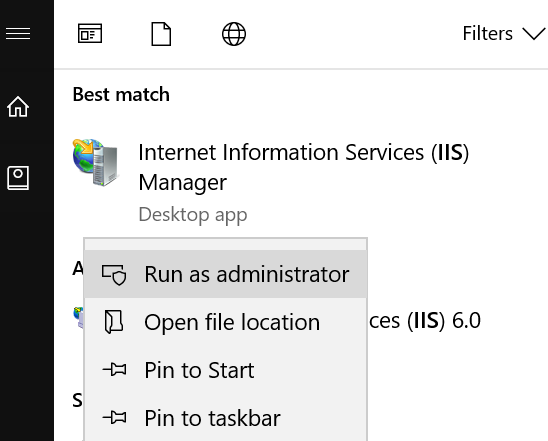 Filters
Best match
Internet Information Services (IIS)
Manager
Desktop app
A
Run as administrator
Open file location
ces (IIS) 6.0
Pin to Start
S
Pin to taskbar